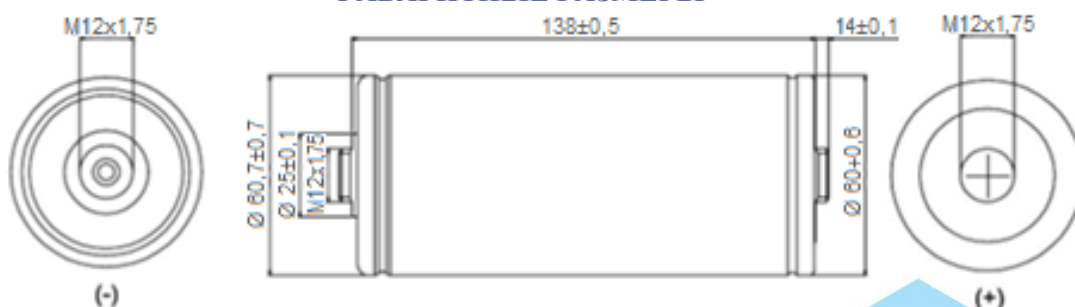 M12x1,75
138±0,5
14±0,1
M12x1,75
Ø 60,7±0,7
Ø 25±0,1
M12x1,75
Ø 60+0,6
(-)
(+)